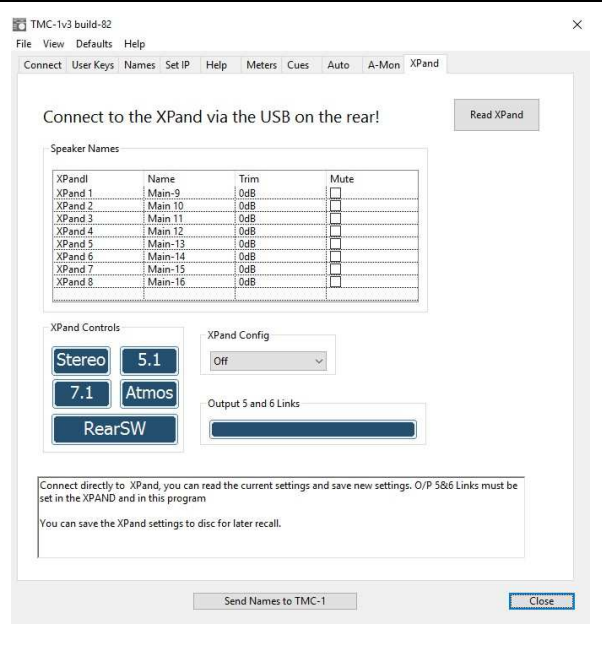 TMC-1v3 build-82
File View Defaults Help
Connect User Keys Names Set IP Help Meters Cues Auto A-Mon XPand
Connect to the XPand via the USB on the rear!
Read XPand
Speaker Names
XPandI Name Trim Mute
XPand 1 Main-9 0dB
XPand 2 Main 10 0dB
XPand 3 Main 11 0dB
XPand 4 Main 12 0dB
XPand 5 Main-13 0dB
XPand 6 Main-14 0dB
XPand 7 Main-15 0dB
XPand 8 Main-16 0dB
XPand Controls
Stereo 5.1
7.1 Atmos
RearSW
XPand Config
Off
Output 5 and 6 Links
Connect directly to XPand, you can read the current settings and save new settings. O/P 5&6 Links must be
set in the XPAND and in this program
You can save the XPand settings to disc for later recall.
Send Names to TMC-1
Close